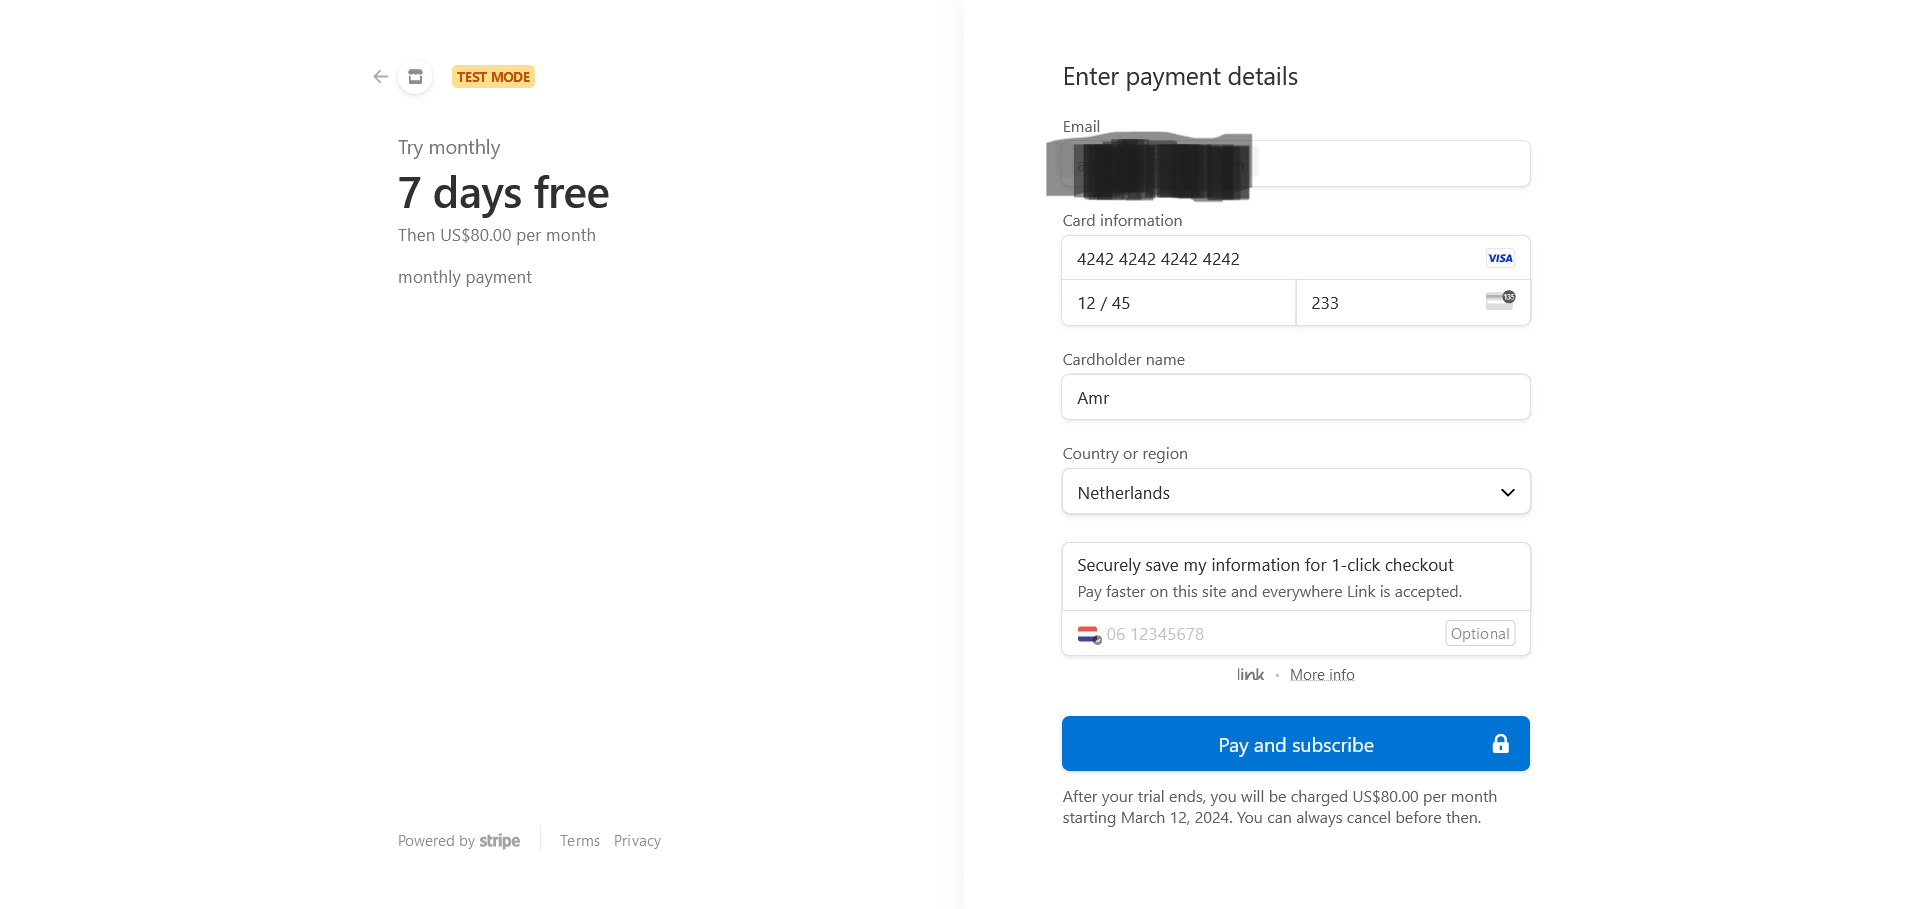 TEST MODE
Try monthly
7 days free
Then US$80.00 per month
monthly payment
Powered by stripe
Terms Privacy
Enter payment details
Email
Card information
4242 4242 4242 4242
VISA
12 / 45
233
135
Cardholder name
Amr
Country or region
Netherlands
Securely save my information for 1-click checkout
Pay faster on this site and everywhere Link is accepted.
06 12345678
Optional
link • More info
Pay and subscribe
After your trial ends, you will be charged US$80.00 per month
starting March 12, 2024. You can always cancel before then.